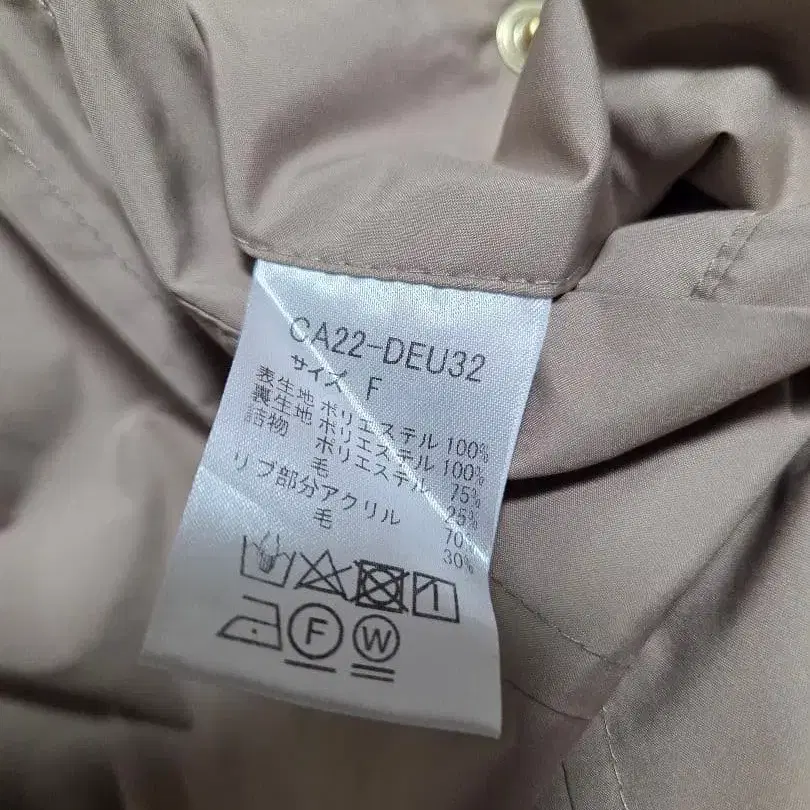 CA22-DEU32
サイズ F
表生地 ポリエステル 100%
裏生地 ポリエステル 100%
詰物 ポリエステル 75%
毛 25%
リブ部分アクリル 70%
毛 30%
F W